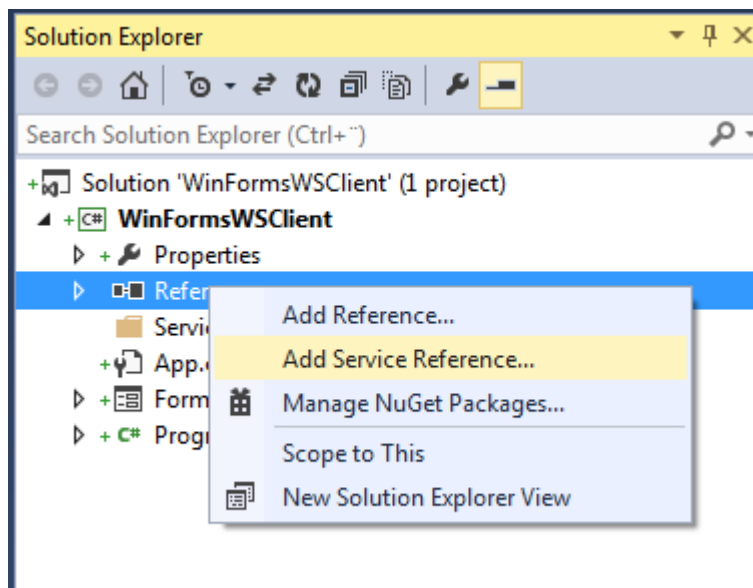 Solution Explorer
Search Solution Explorer (Ctrl+¨)
Solution 'WinFormsWSClient' (1 project)
C# WinFormsWSClient
Properties
Refer
Add Reference...
Servi
Add Service Reference...
App.
Form
Manage NuGet Packages...
C# Progr
Scope to This
New Solution Explorer View